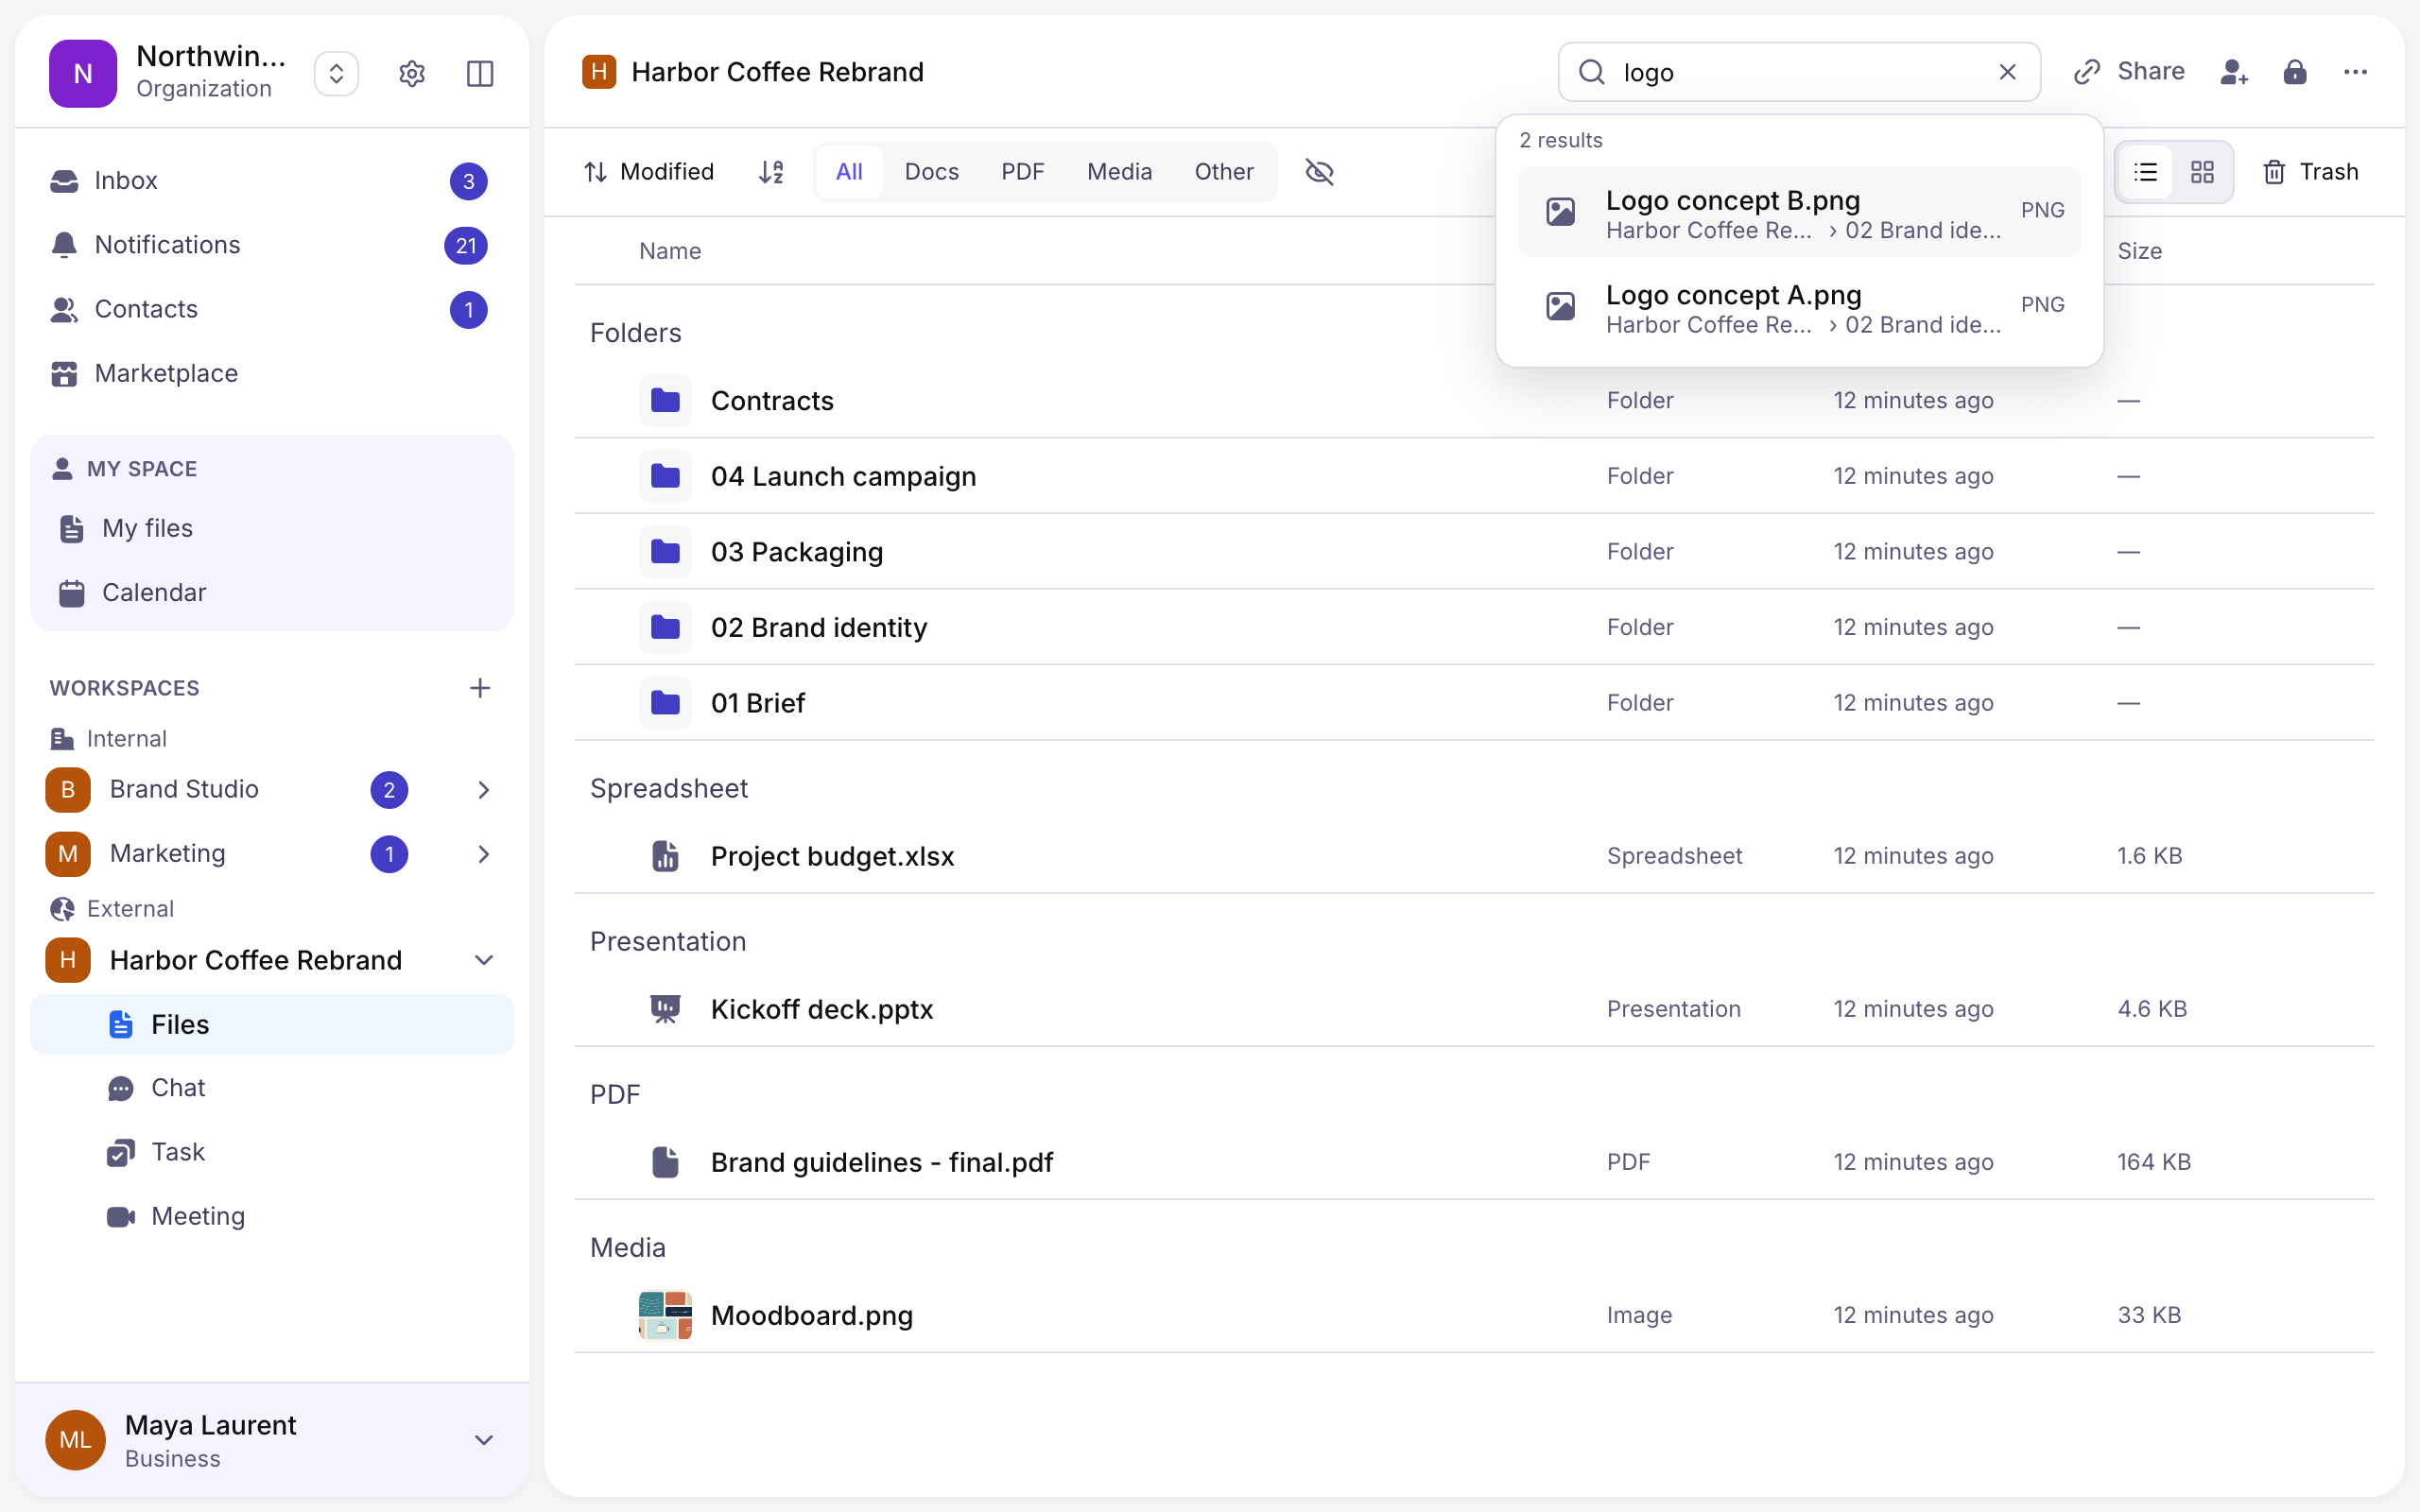 N
Northwin...
Organization
Inbox
3
Notifications
21
Contacts
1
Marketplace
MY SPACE
My files
Calendar
WORKSPACES
Internal
B
Brand Studio
2
M
Marketing
1
External
H
Harbor Coffee Rebrand
Files
Chat
Task
Meeting
ML
Maya Laurent
Business
H
Harbor Coffee Rebrand
logo
Share
Modified
All
Docs
PDF
Media
Other
Trash
2 results
Logo concept B.png
Harbor Coffee Re... › 02 Brand ide...
PNG
Logo concept A.png
Harbor Coffee Re... › 02 Brand ide...
PNG
Name
Size
Folders
Contracts
Folder
12 minutes ago
—
04 Launch campaign
Folder
12 minutes ago
—
03 Packaging
Folder
12 minutes ago
—
02 Brand identity
Folder
12 minutes ago
—
01 Brief
Folder
12 minutes ago
—
Spreadsheet
Project budget.xlsx
Spreadsheet
12 minutes ago
1.6 KB
Presentation
Kickoff deck.pptx
Presentation
12 minutes ago
4.6 KB
PDF
Brand guidelines - final.pdf
PDF
12 minutes ago
164 KB
Media
Moodboard.png
Image
12 minutes ago
33 KB